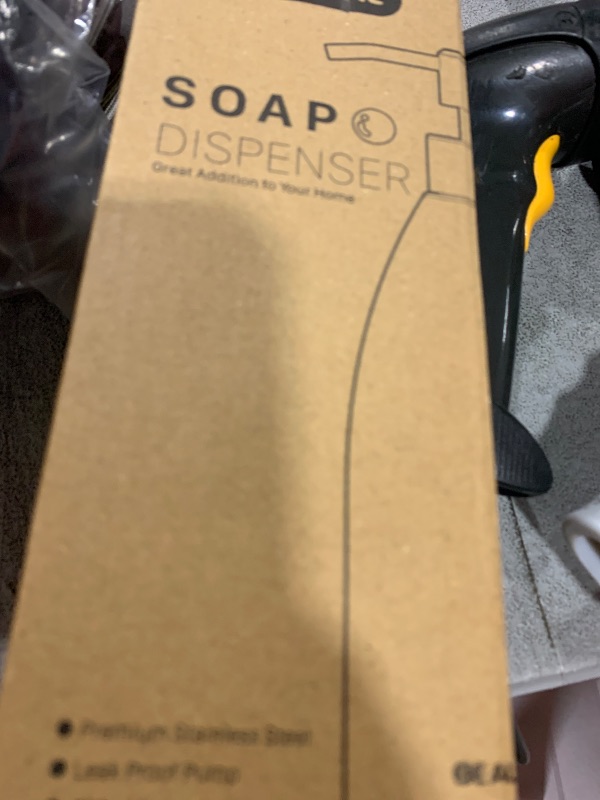 SOAP
DISPENSER
Great Addition to Your Home
Premium Stainless Steel
Leak Proof Pump